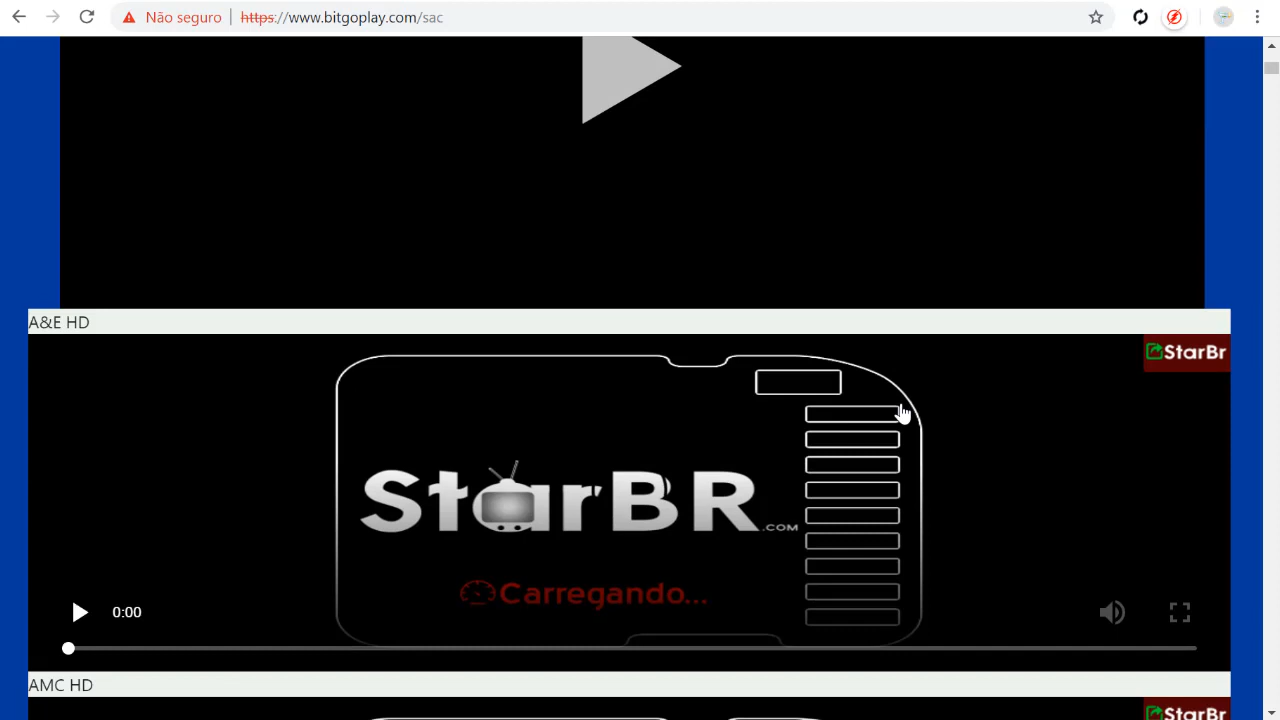 Não seguro
https://www.bitgoplay.com/sac
A&E HD
StarBr
StarBR.COM
Carregando...
0:00
AMC HD
StarBr